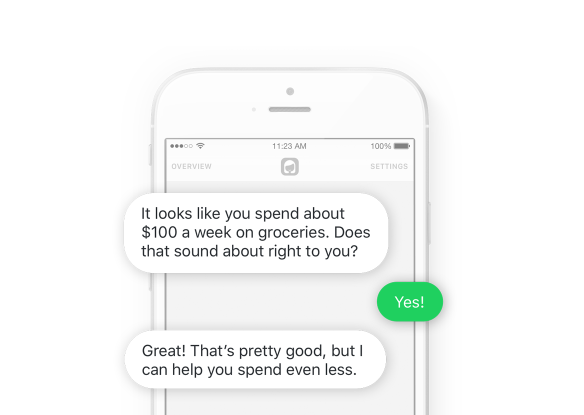 11:23 AM
100%
OVERVIEW
SETTINGS
It looks like you spend about
$100 a week on groceries. Does
that sound about right to you?
Yes!
Great! That’s pretty good, but I
can help you spend even less.